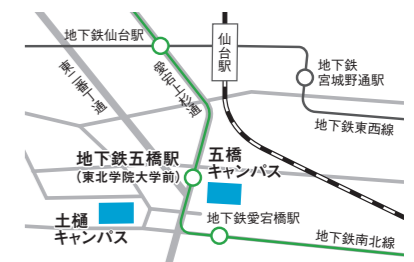 地下鉄仙台駅
仙台駅
地下鉄
宮城野通駅
東二番丁通
愛宕上杉通
地下鉄東西線
地下鉄五橋駅
(東北学院大学前)
五橋
キャンパス
土樋
キャンパス
地下鉄愛宕橋駅
地下鉄南北線